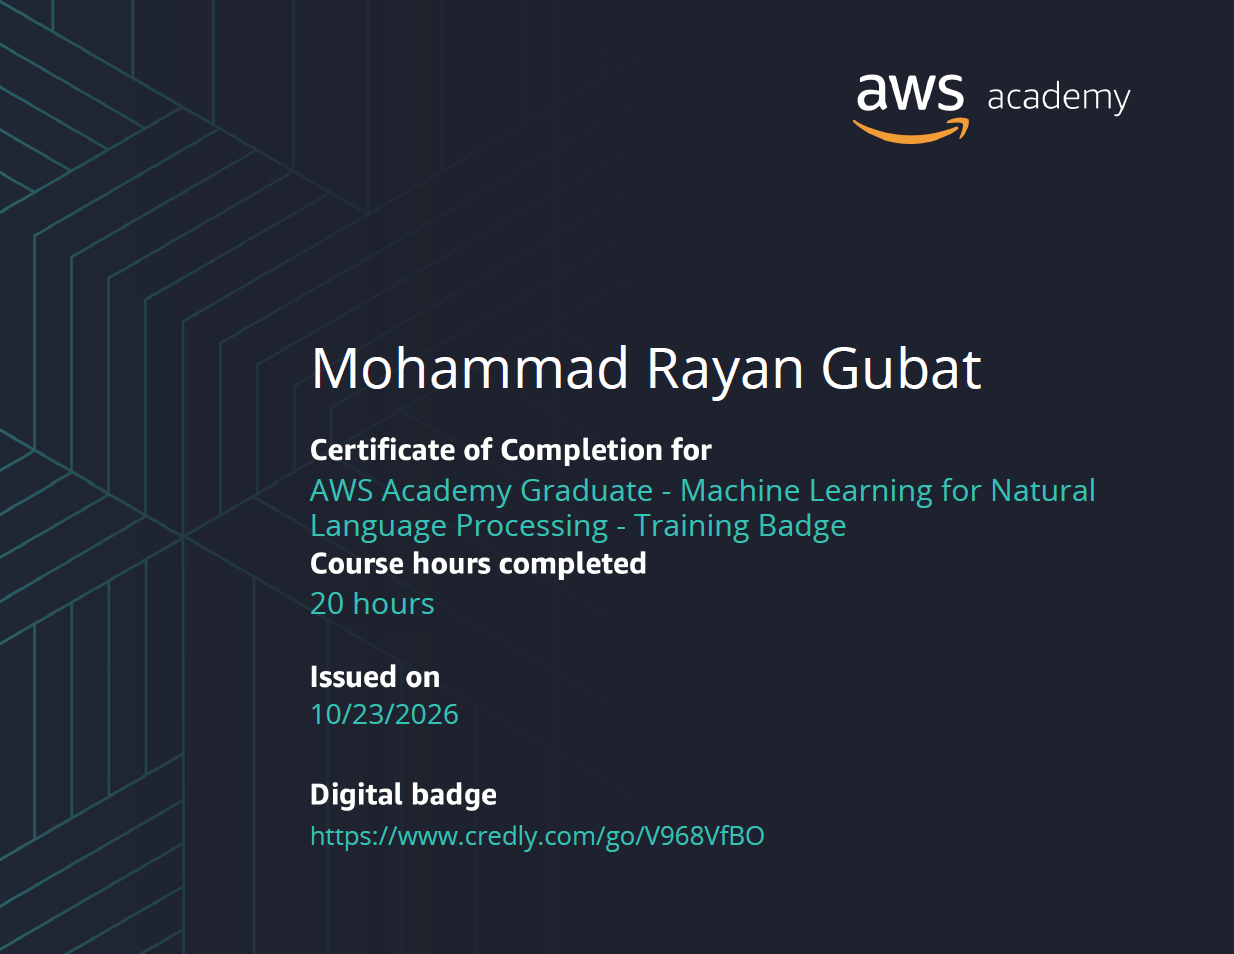 aws academy
Mohammad Rayan Gubat
Certificate of Completion for
AWS Academy Graduate - Machine Learning for Natural
Language Processing - Training Badge
Course hours completed
20 hours
Issued on
10/23/2026
Digital badge
https://www.credly.com/go/V968VfBO